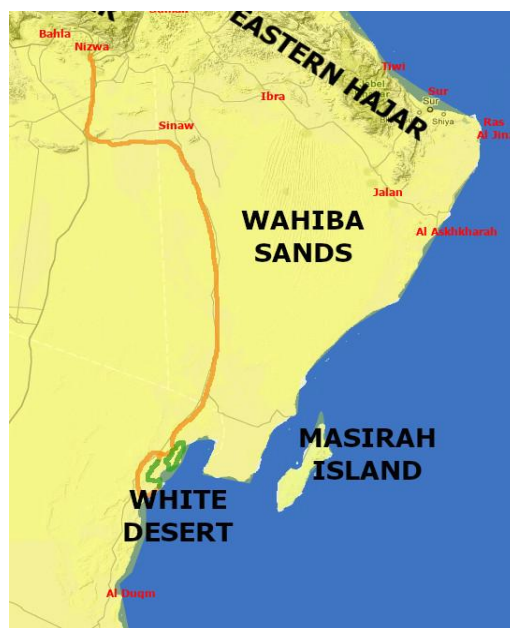 Bahla
Nizwa
EASTERN HAJAR
Tiwi
Sur
Sur
Shiya
Ras
Al Jinz
Ibra
Sinaw
Jalan
WAHIBA
SANDS
Al Askhkharah
MASIRAH
ISLAND
WHITE
DESERT
Al Duqm